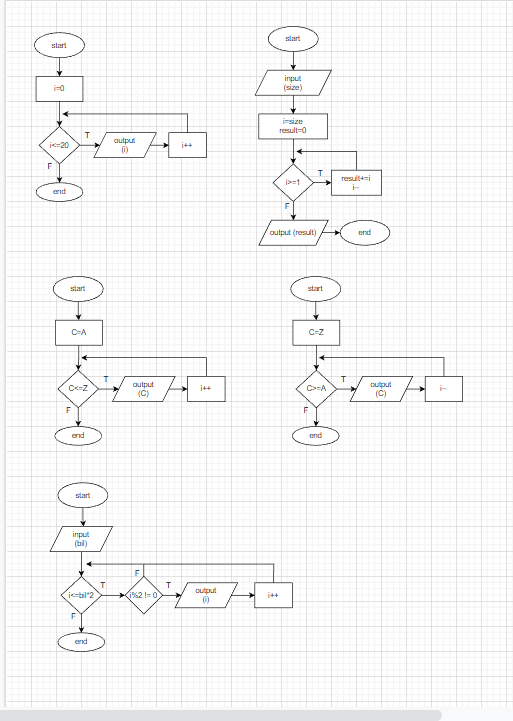 start
i=0
i<=20
T
output
(i)
i++
F
end
start
input
(size)
i=size
result=0
i>=1
T
result+=i
i--
F
output (result)
end
start
C=A
C<=Z
T
output
(C)
i++
F
end
start
C=Z
C>=A
T
output
(C)
i--
F
end
start
input
(bil)
i<=bil*2
T
F
i%2 != 0
T
output
(i)
i++
F
end